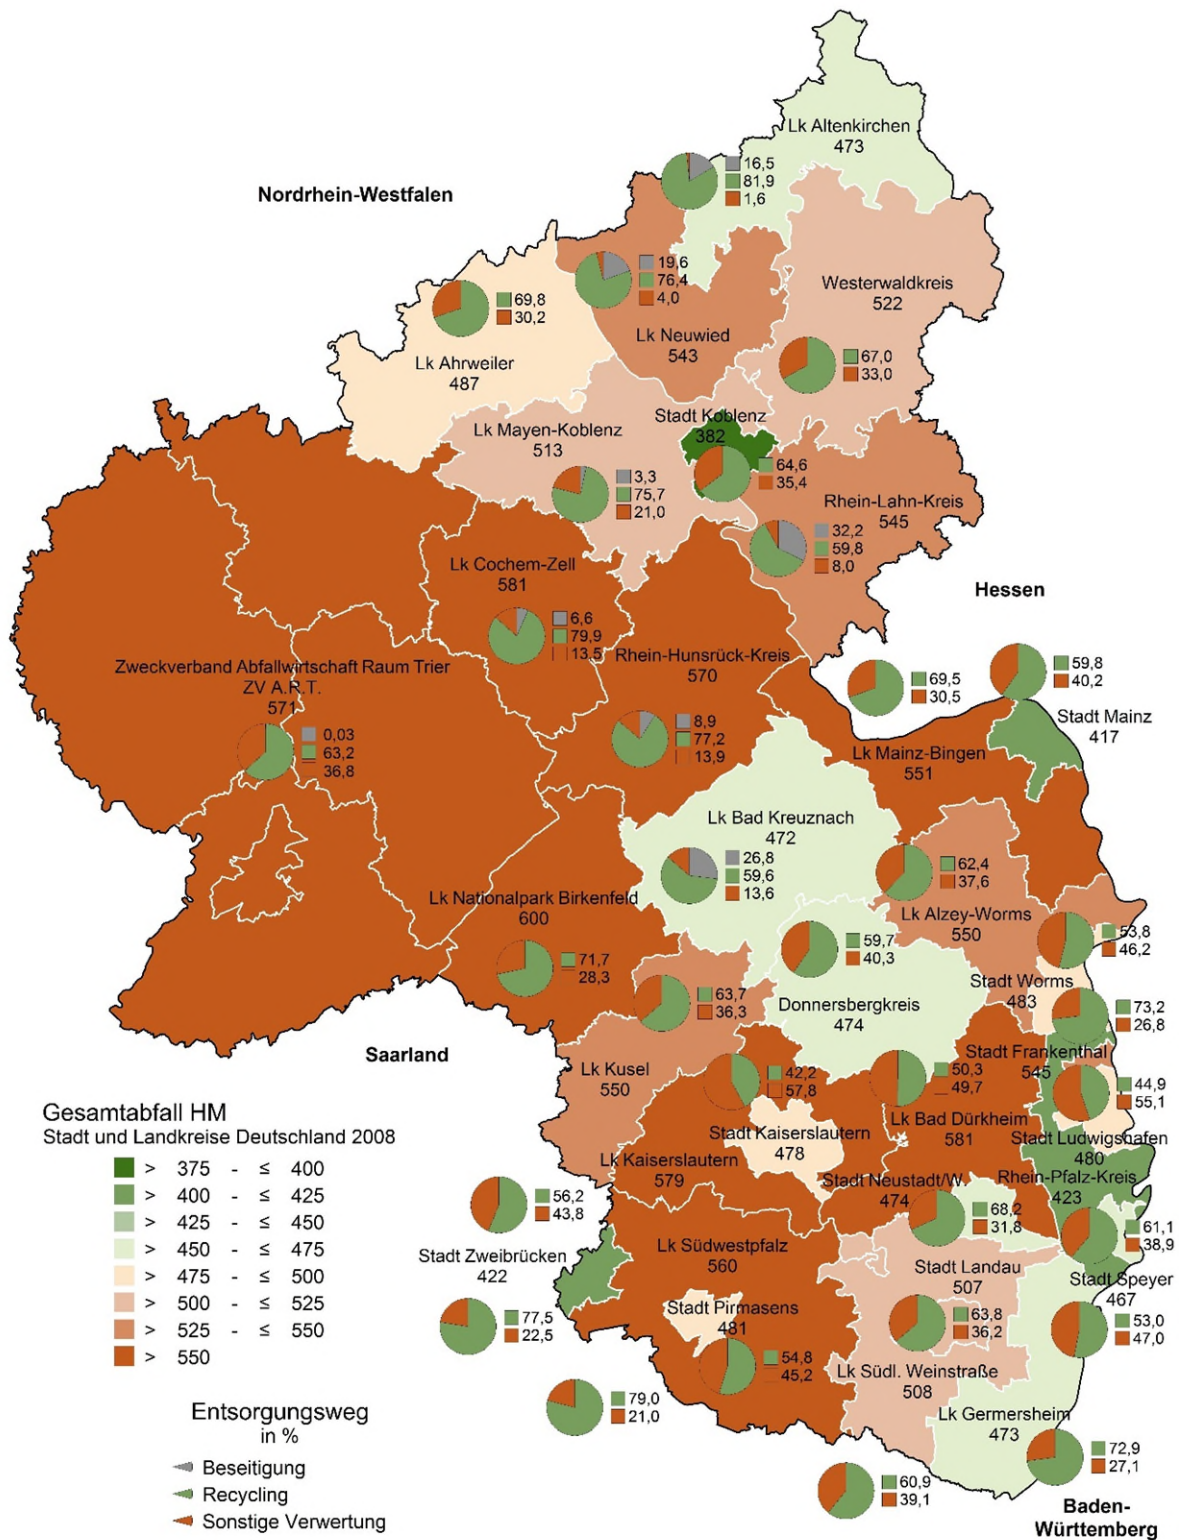 Lk Altenkirchen
473
16,5
81,9
1,6
Nordrhein-Westfalen
19,6
76,4
4,0
Westerwaldkreis
522
69,8
30,2
Lk Neuwied
543
67,0
33,0
Lk Ahrweiler
487
Stadt Koblenz
382
Lk Mayen-Koblenz
513
64,6
35,4
3,3
75,7
21,0
Rhein-Lahn-Kreis
545
32,2
59,8
8,0
Lk Cochem-Zell
581
Hessen
6,6
79,9
13,5
Rhein-Hunsrück-Kreis
570
Zweckverband Abfallwirtschaft Raum Trier
ZV A.R.T.
571
69,5
30,5
59,8
40,2
Stadt Mainz
417
0,03
63,2
36,8
8,9
77,2
13,9
Lk Mainz-Bingen
551
Lk Bad Kreuznach
472
26,8
59,6
13,6
62,4
37,6
Lk Nationalpark Birkenfeld
600
Lk Alzey-Worms
550
53,8
46,2
59,7
40,3
71,7
28,3
63,7
36,3
Donnersbergkreis
474
Stadt Worms
483
73,2
26,8
Saarland
Lk Kusel
550
42,2
57,8
50,3
49,7
Stadt Frankenthal
545
44,9
55,1
Gesamtabfall HM
Stadt und Landkreise Deutschland 2008
> 375 - ≤ 400
> 400 - ≤ 425
> 425 - ≤ 450
> 450 - ≤ 475
> 475 - ≤ 500
> 500 - ≤ 525
> 525 - ≤ 550
> 550
Stadt Kaiserslautern
478
Lk Bad Dürkheim
581
Stadt Ludwigshafen
480
Lk Kaiserslautern
579
Stadt Neustadt/W.
474
Rhein-Pfalz-Kreis
423
56,2
43,8
68,2
31,8
61,1
38,9
Stadt Zweibrücken
422
Lk Südwestpfalz
560
Stadt Landau
507
Stadt Speyer
467
77,5
22,5
Stadt Pirmasens
481
63,8
36,2
53,0
47,0
54,8
45,2
Lk Südl. Weinstraße
508
79,0
21,0
Lk Germersheim
473
72,9
27,1
60,9
39,1
Baden-
Württemberg
Entsorgungsweg
in %
Beseitigung
Recycling
Sonstige Verwertung